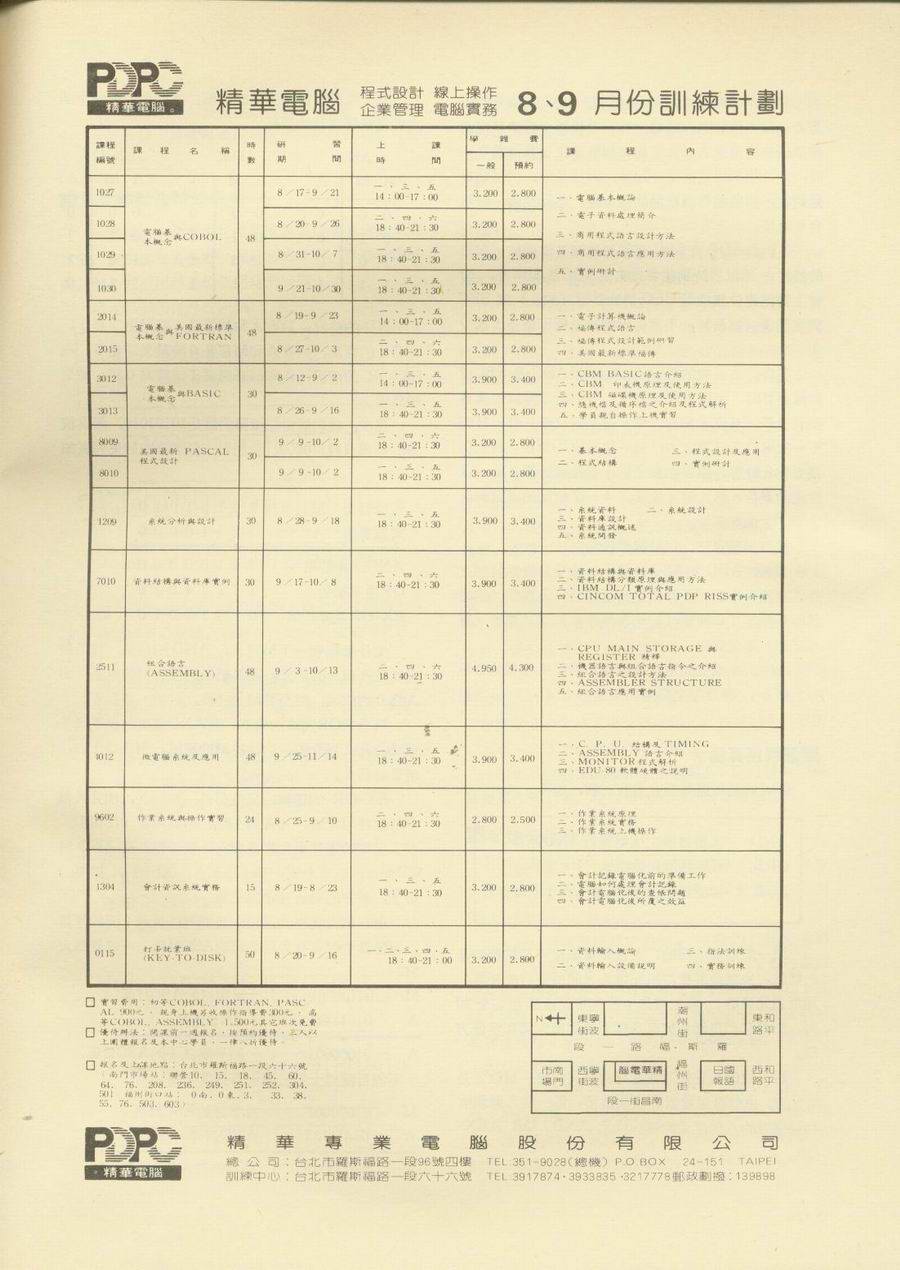 PDPC
精華電腦。
精華電腦 程式設計 線上操作 8、9 月份訓練計劃
企業管理 電腦實務
課程編號 課程名稱 時數 研習期間 上課時間 學雜費 一般 預約 課程內容
1027 8/17-9/21 一、三、五 14:00-17:00 3.200 2.800
1028 8/20-9/26 二、四、六 18:40-21:30 3.200 2.800
電腦基本概念與COBOL 48
1029 8/31-10/7 一、三、五 18:40-21:30 3.200 2.800
1030 9/21-10/30 一、三、五 18:40-21:30 3.200 2.800
一、電腦基本概論
二、電子資料處理簡介
三、商用程式語言設計方法
四、商用程式語言應用方法
五、實例研討
2014 8/19-9/23 一、三、五 14:00-17:00 3.200 2.800
電腦基本概念與美國最新標準FORTRAN 48
2015 8/27-10/3 二、四、六 18:40-21:30 3.200 2.800
一、電子計算機概論
二、福傳程式語言
三、福傳程式設計範例研習
四、美國最新標準福傳
3012 8/12-9/2 一、三、五 14:00-17:00 3.900 3.400
電腦基本概念與BASIC 30
3013 8/26-9/16 一、三、五 18:40-21:30 3.900 3.400
一、CBM BASIC語言介紹
二、CBM 印表機原理及使用方法
三、CBM 磁碟機原理及使用方法
四、隨機檔及循序檔之介紹及程式解析
五、學員親自操作上機實習
8009 9/9-10/2 二、四、六 18:40-21:30 3.200 2.800
美國最新 PASCAL 程式設計 30
8010 9/9-10/2 一、三、五 18:40-21:30 3.200 2.800
一、基本概念 三、程式設計及應用
二、程式結構 四、實例研討
1209 系統分析與設計 30 8/28-9/18 一、三、五 18:40-21:30 3.900 3.400
一、系統資料 二、系統設計
三、資料庫設計
四、資料通訊概述
五、系統開發
7010 資料結構與資料庫實例 30 9/17-10/8 二、四、六 18:40-21:30 3.900 3.400
一、資料結構與資料庫
二、資料結構分類原理與應用方法
三、IBM DL/I實例介紹
四、CINCOM TOTAL PDP RISS實例介紹
2511 組合語言(ASSEMBLY) 48 9/3-10/13 二、四、六 18:40-21:30 4.950 4.300
一、CPU MAIN STORAGE 與
REGISTER 精釋
二、機器語言與組合語言指令之介紹
三、組合語言之設計方法
四、ASSEMBLER STRUCTURE
五、組合語言應用實例
4012 微電腦系統及應用 48 9/25-11/14 一、三、五 18:40-21:30 3.900 3.400
一、C. P. U. 結構及TIMING
二、ASSEMBLY 語言介紹
三、MONITOR程式解析
四、EDU-80軟體硬體之說明
9602 作業系統與操作實習 24 8/25-9/10 二、四、六 18:40-21:30 2.800 2.500
一、作業系統原理
二、作業系統實務
三、作業系統上機操作
1304 會計資訊系統實務 15 8/19-8/23 一、三、五 18:40-21:30 3.200 2.800
一、會計記錄電腦化前的準備工作
二、電腦如何處理會計記錄
三、會計電腦化後的查帳問題
四、會計電腦化後所產之效益
0115 打卡就業班(KEY-TO-DISK) 50 8/20-9/16 一、二、三、四、五 18:40-21:00 3.200 2.800
一、資料輸入概論 三、指法訓練
二、資料輸入設備說明 四、實務訓練
實習費用:初等COBOL, FORTRAN, PASC
AL 900元, 親身上機另收操作指導費300元, 高
等COBOL, ASSEMBLY 1,500元其它班次免費
優待辦法:開課前一週報名,按預約優待,三人以
上團體報名及本中心學員,一律八折優待。
報名及上課地點:台北市羅斯福路一段六十六號
(南門市場站:聯營10, 15, 18, 45, 60,
64, 76, 208, 236, 249, 251, 252, 304,
501 福州街口站: 0南,0東,3, 33, 38,
55, 76, 503, 603)
N 東寧波街 潮州街 東和平路
段一路福斯羅
市南場門 西寧波街 腦電華精 福州街 日國報語 西和平路
段一街昌南
PDPC
精華電腦
精華專業電腦股份有限公司
總公司:台北市羅斯福路一段96號四樓 TEL.351-9028(總機) P.O.BOX 24-151 TAIPEI
訓練中心:台北市羅斯福路一段六十六號 TEL.3917874・3933835・3217778郵政劃撥:139898